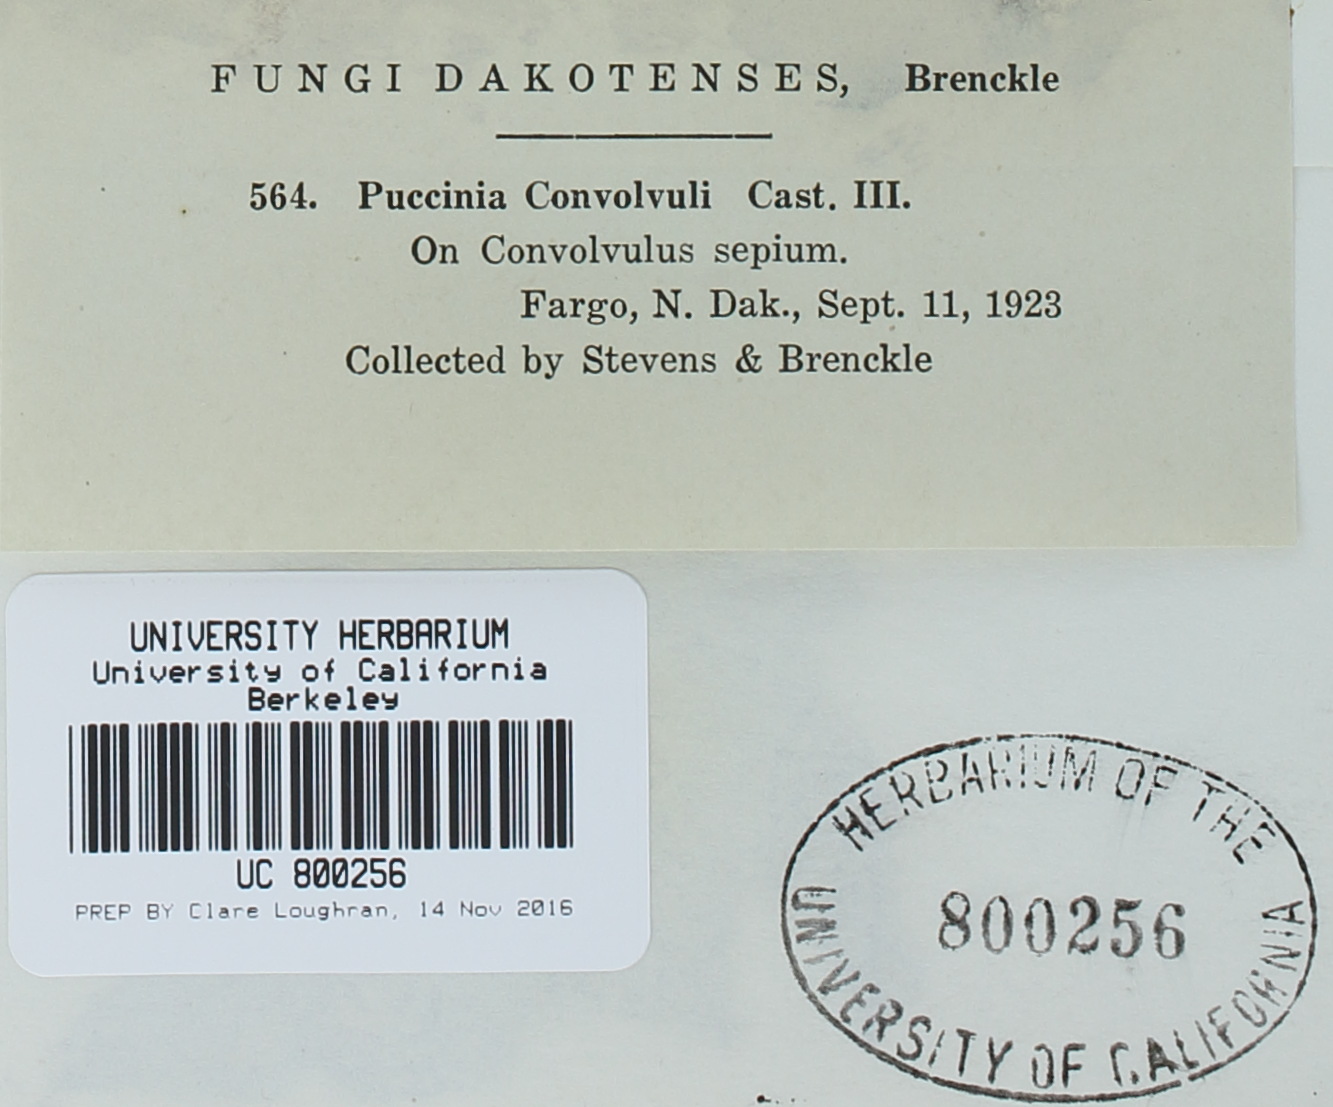 FUNGI DAKOTENSES, Brenckle
564. Puccinia Convolvuli Cast. III.
On Convolvulus sepium.
Fargo, N. Dak., Sept. 11, 1923
Collected by Stevens & Brenckle
UNIVERSITY HERBARIUM
University of California
Berkeley
UC 800256
PREP BY Clare Loughran, 14 Nov 2016
HERBARIUM OF THE
800256
UNIVERSITY OF CALIFORNIA